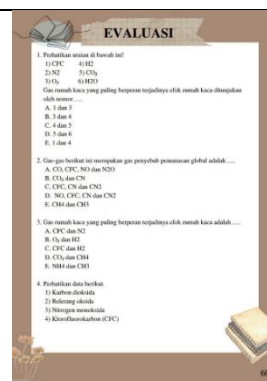 EVALUASI
1. Perhatikan uraian di bawah ini!
1) CFC 4) H2
2) N2 5) CO₂
3) O₂ 6) H2O
Gas rumah kaca yang paling berperan terjadinya efek rumah kaca ditunjukan
oleh nomor .....
A. 1 dan 3
B. 3 dan 4
C. 4 dan 5
D. 5 dan 6
E. 1 dan 4
2. Gas-gas berikut ini merupakan gas penyebab pemanasan global adalah .....
A. CO, CFC, NO dan N2O
B. CO₂ dan CN
C. CFC, CN dan CN2
D. NO, CFC, CN dan CN2
E. CH4 dan CH3
3. Gas rumah kaca yang paling berperan terjadinya efek rumah kaca adalah .....
A. CFC dan N2
B. O₂ dan H2
C. CFC dan H2
D. CO₂ dan CH4
E. NH4 dan CH3
4. Perhatikan data berikut.
1) Karbon dioksida
2) Belerang oksida
3) Nitrogen monoksida
4) Klorofluorokarbon (CFC)